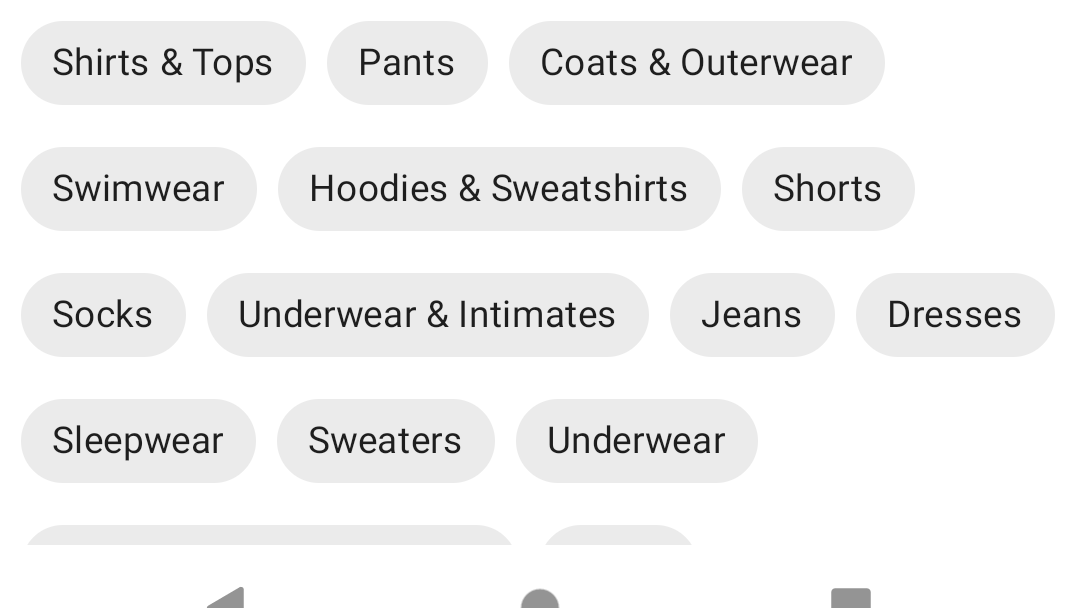 Shirts & Tops Pants Coats & Outerwear
Swimwear Hoodies & Sweatshirts Shorts
Socks Underwear & Intimates Jeans Dresses
Sleepwear Sweaters Underwear